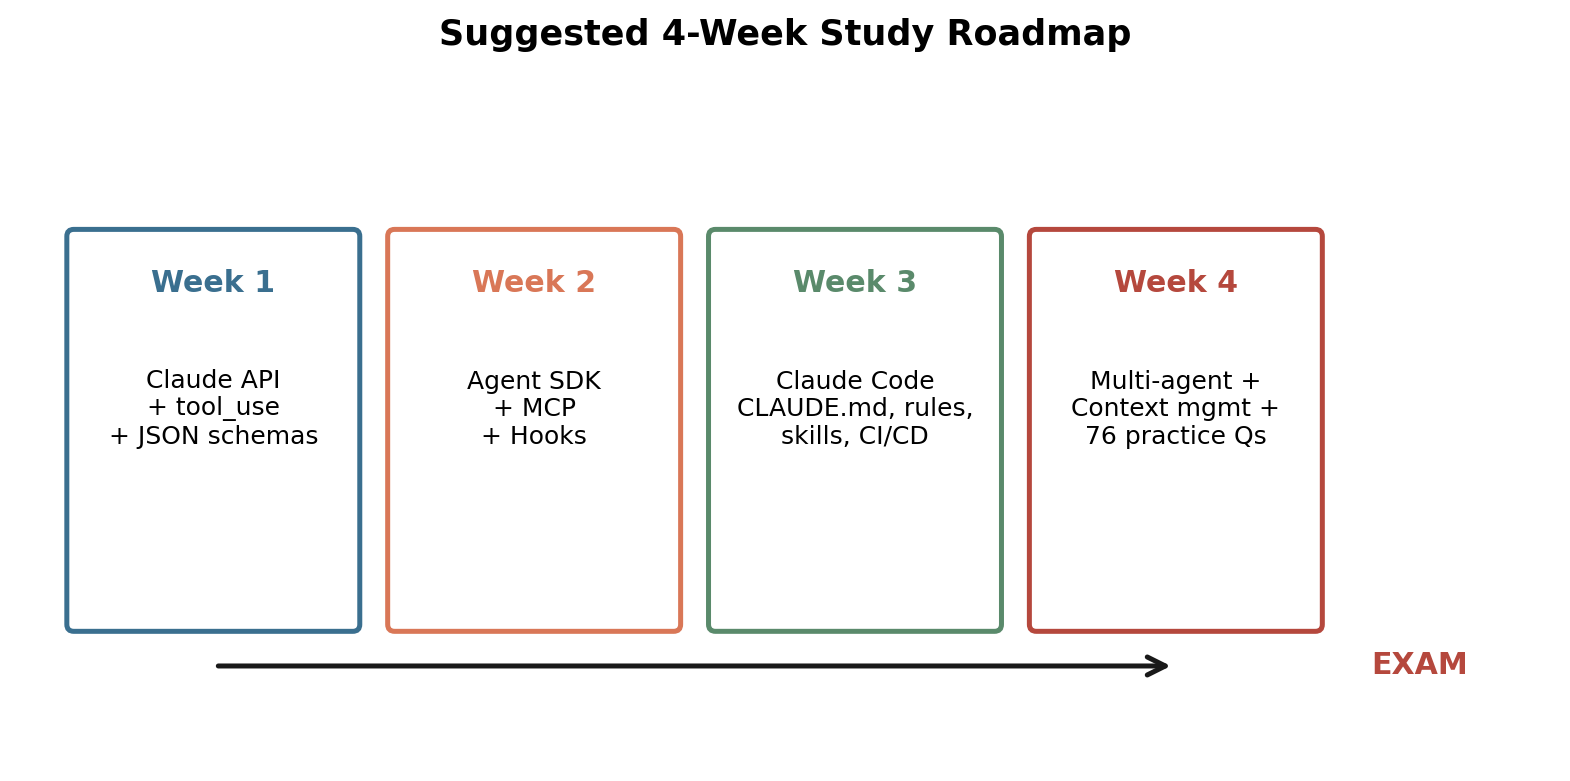 Suggested 4-Week Study Roadmap
Week 1
Claude API
+ tool_use
+ JSON schemas
Week 2
Agent SDK
+ MCP
+ Hooks
Week 3
Claude Code
CLAUDE.md, rules,
skills, CI/CD
Week 4
Multi-agent +
Context mgmt +
76 practice Qs
EXAM